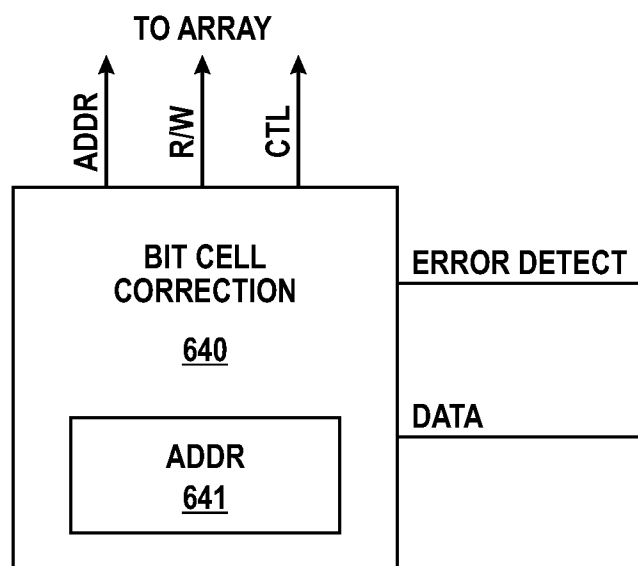 TO ARRAY
ADDR
R/W
CTL
BIT CELL
CORRECTION
640
ERROR DETECT
DATA
ADDR
641